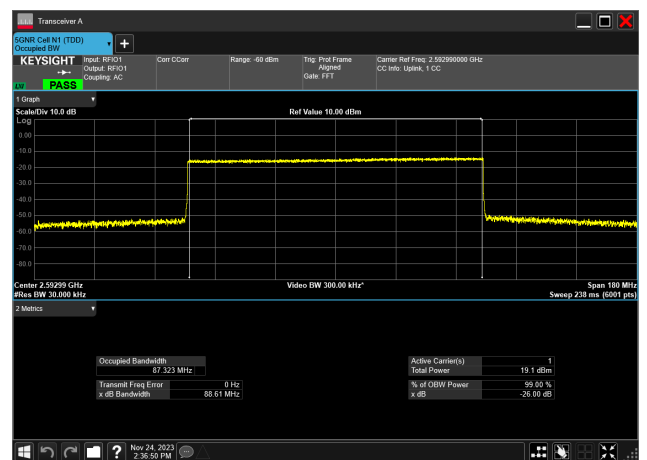 Transceiver A
5GNR Cell N1 (TDD)
Occupied BW
KEYSIGHT
LV
PASS
Input: RFIO1
Output: RFIO1
Coupling: AC
Corr CCorr
Range: -60 dBm
Trig: Prot Frame
Aligned
Gate: FFT
Carrier Ref Freq: 2.592990000 GHz
CC Info: Uplink, 1 CC
1 Graph
Scale/Div 10.0 dB
Ref Value 10.00 dBm
Log
0.00
-10.0
-20.0
-30.0
-40.0
-50.0
-60.0
-70.0
-80.0
Center 2.59299 GHz
#Res BW 30.000 kHz
Video BW 300.00 kHz^
Span 180 MHz
Sweep 238 ms (6001 pts)
2 Metrics
Occupied Bandwidth
87.323 MHz
Transmit Freq Error 0 Hz
x dB Bandwidth 88.61 MHz
Active Carrier(s) 1
Total Power 19.1 dBm
% of OBW Power 99.00 %
x dB -26.00 dB
?
Nov 24, 2023
2:36:50 PM